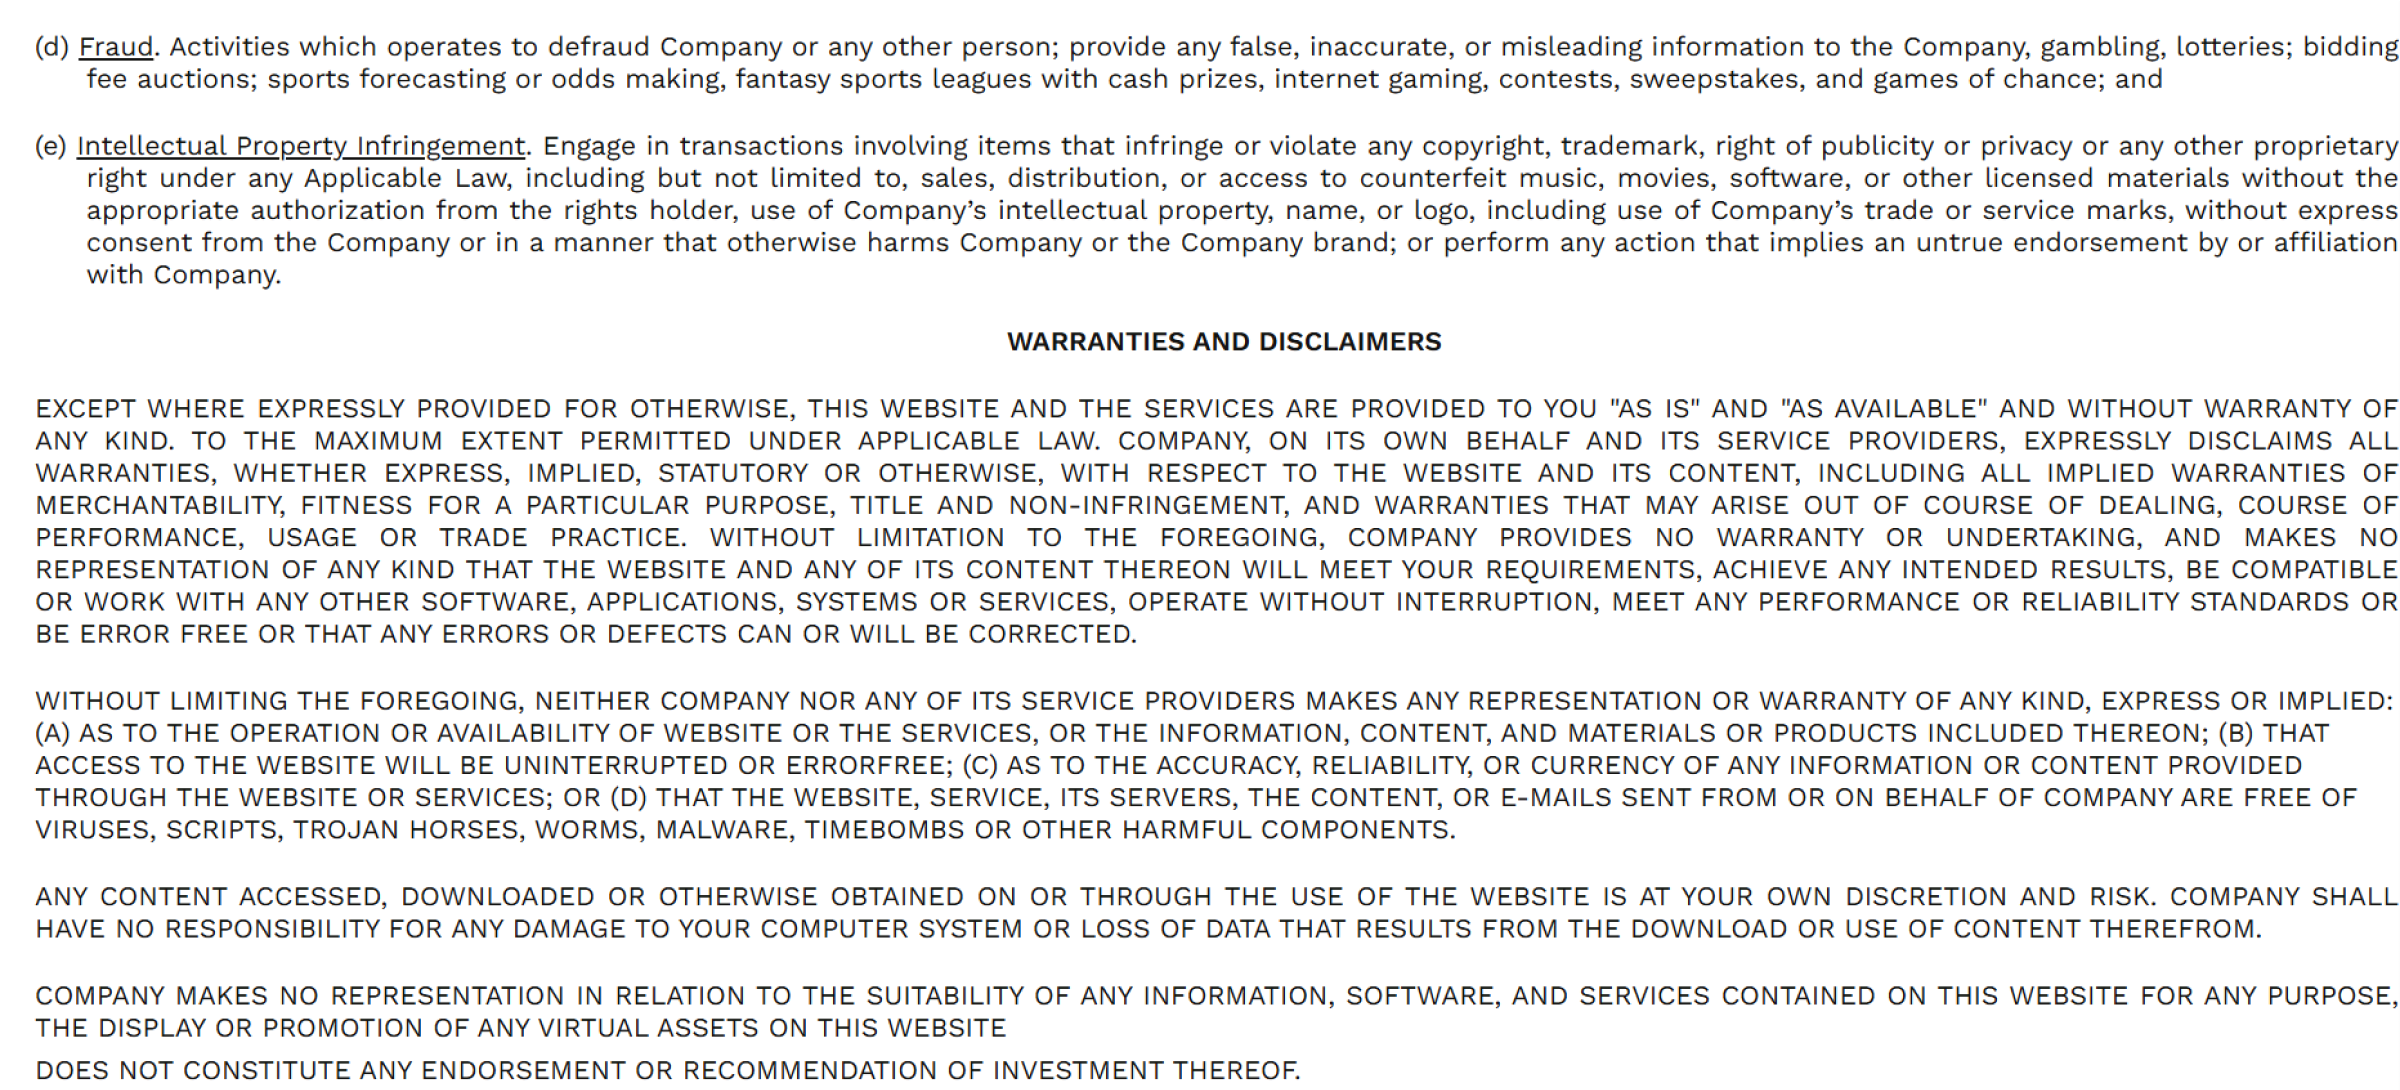 (d) Fraud. Activities which operates to defraud Company or any other person; provide any false, inaccurate, or misleading information to the Company, gambling, lotteries; bidding
fee auctions; sports forecasting or odds making, fantasy sports leagues with cash prizes, internet gaming, contests, sweepstakes, and games of chance; and
(e) Intellectual Property Infringement. Engage in transactions involving items that infringe or violate any copyright, trademark, right of publicity or privacy or any other proprietary
right under any Applicable Law, including but not limited to, sales, distribution, or access to counterfeit music, movies, software, or other licensed materials without the
appropriate authorization from the rights holder, use of Company’s intellectual property, name, or logo, including use of Company’s trade or service marks, without express
consent from the Company or in a manner that otherwise harms Company or the Company brand; or perform any action that implies an untrue endorsement by or affiliation
with Company.
WARRANTIES AND DISCLAIMERS
EXCEPT WHERE EXPRESSLY PROVIDED FOR OTHERWISE, THIS WEBSITE AND THE SERVICES ARE PROVIDED TO YOU "AS IS" AND "AS AVAILABLE" AND WITHOUT WARRANTY OF
ANY KIND. TO THE MAXIMUM EXTENT PERMITTED UNDER APPLICABLE LAW. COMPANY, ON ITS OWN BEHALF AND ITS SERVICE PROVIDERS, EXPRESSLY DISCLAIMS ALL
WARRANTIES, WHETHER EXPRESS, IMPLIED, STATUTORY OR OTHERWISE, WITH RESPECT TO THE WEBSITE AND ITS CONTENT, INCLUDING ALL IMPLIED WARRANTIES OF
MERCHANTABILITY, FITNESS FOR A PARTICULAR PURPOSE, TITLE AND NON-INFRINGEMENT, AND WARRANTIES THAT MAY ARISE OUT OF COURSE OF DEALING, COURSE OF
PERFORMANCE, USAGE OR TRADE PRACTICE. WITHOUT LIMITATION TO THE FOREGOING, COMPANY PROVIDES NO WARRANTY OR UNDERTAKING, AND MAKES NO
REPRESENTATION OF ANY KIND THAT THE WEBSITE AND ANY OF ITS CONTENT THEREON WILL MEET YOUR REQUIREMENTS, ACHIEVE ANY INTENDED RESULTS, BE COMPATIBLE
OR WORK WITH ANY OTHER SOFTWARE, APPLICATIONS, SYSTEMS OR SERVICES, OPERATE WITHOUT INTERRUPTION, MEET ANY PERFORMANCE OR RELIABILITY STANDARDS OR
BE ERROR FREE OR THAT ANY ERRORS OR DEFECTS CAN OR WILL BE CORRECTED.
WITHOUT LIMITING THE FOREGOING, NEITHER COMPANY NOR ANY OF ITS SERVICE PROVIDERS MAKES ANY REPRESENTATION OR WARRANTY OF ANY KIND, EXPRESS OR IMPLIED:
(A) AS TO THE OPERATION OR AVAILABILITY OF WEBSITE OR THE SERVICES, OR THE INFORMATION, CONTENT, AND MATERIALS OR PRODUCTS INCLUDED THEREON; (B) THAT
ACCESS TO THE WEBSITE WILL BE UNINTERRUPTED OR ERRORFREE; (C) AS TO THE ACCURACY, RELIABILITY, OR CURRENCY OF ANY INFORMATION OR CONTENT PROVIDED
THROUGH THE WEBSITE OR SERVICES; OR (D) THAT THE WEBSITE, SERVICE, ITS SERVERS, THE CONTENT, OR E-MAILS SENT FROM OR ON BEHALF OF COMPANY ARE FREE OF
VIRUSES, SCRIPTS, TROJAN HORSES, WORMS, MALWARE, TIMEBOMBS OR OTHER HARMFUL COMPONENTS.
ANY CONTENT ACCESSED, DOWNLOADED OR OTHERWISE OBTAINED ON OR THROUGH THE USE OF THE WEBSITE IS AT YOUR OWN DISCRETION AND RISK. COMPANY SHALL
HAVE NO RESPONSIBILITY FOR ANY DAMAGE TO YOUR COMPUTER SYSTEM OR LOSS OF DATA THAT RESULTS FROM THE DOWNLOAD OR USE OF CONTENT THEREFROM.
COMPANY MAKES NO REPRESENTATION IN RELATION TO THE SUITABILITY OF ANY INFORMATION, SOFTWARE, AND SERVICES CONTAINED ON THIS WEBSITE FOR ANY PURPOSE,
THE DISPLAY OR PROMOTION OF ANY VIRTUAL ASSETS ON THIS WEBSITE
DOES NOT CONSTITUTE ANY ENDORSEMENT OR RECOMMENDATION OF INVESTMENT THEREOF.